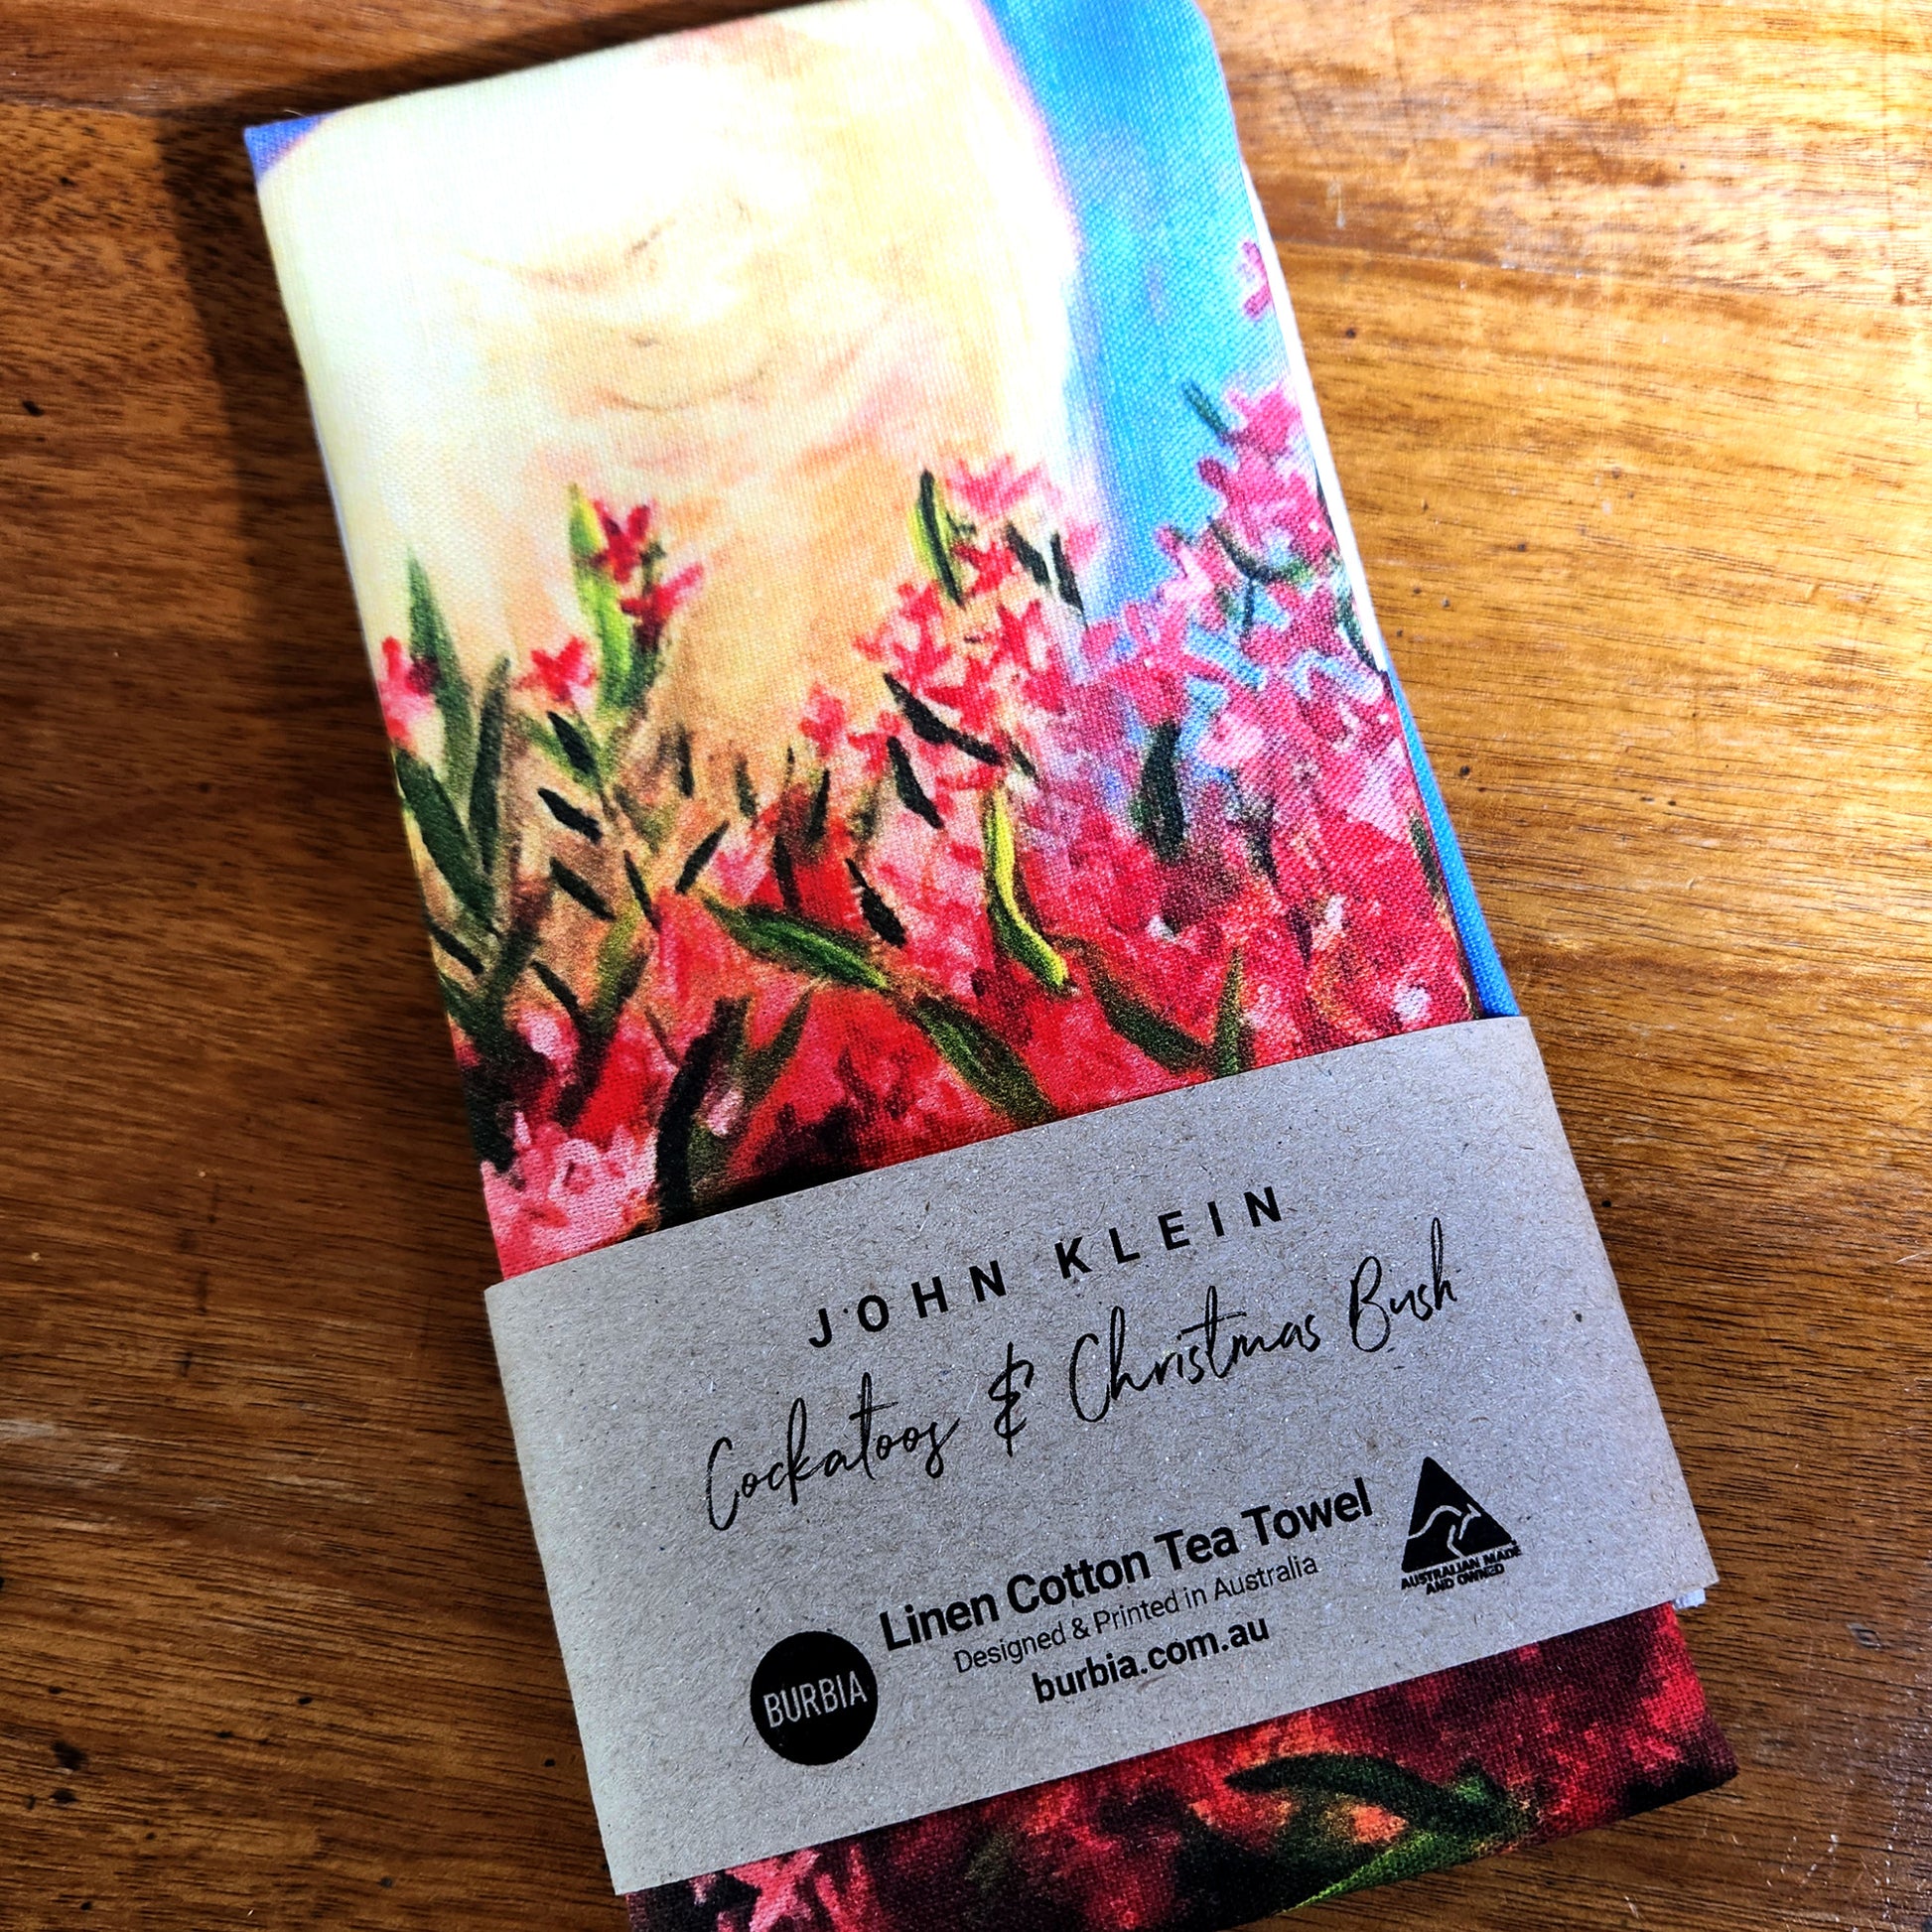 JOHN KLEIN
Cockatoos & Christmas Bush
Linen Cotton Tea Towel
Designed & Printed in Australia
burbia.com.au
BURBIA
AUSTRALIAN MADE
AND OWNED